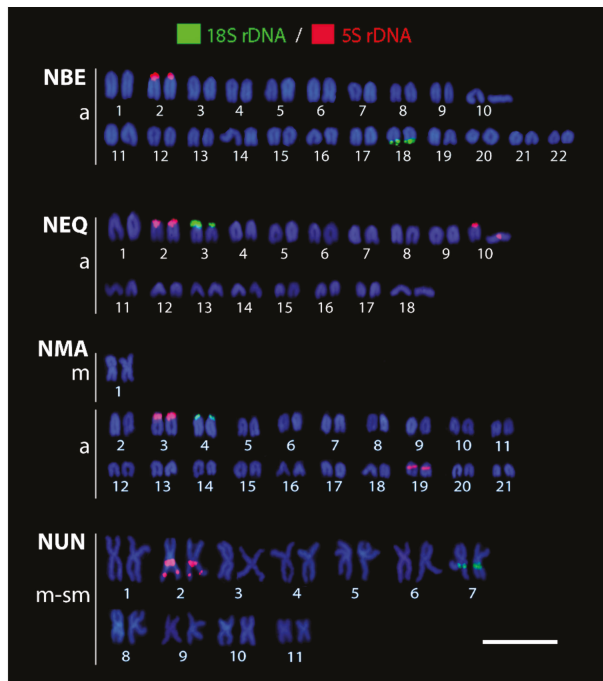 18S rDNA / 5S rDNA
NBE
a
1 2 3 4 5 6 7 8 9 10
11 12 13 14 15 16 17 18 19 20 21 22
NEQ
a
1 2 3 4 5 6 7 8 9 10
11 12 13 14 15 16 17 18
NMA
m
1
a
2 3 4 5 6 7 8 9 10 11
12 13 14 15 16 17 18 19 20 21
NUN
m-sm
1 2 3 4 5 6 7
8 9 10 11